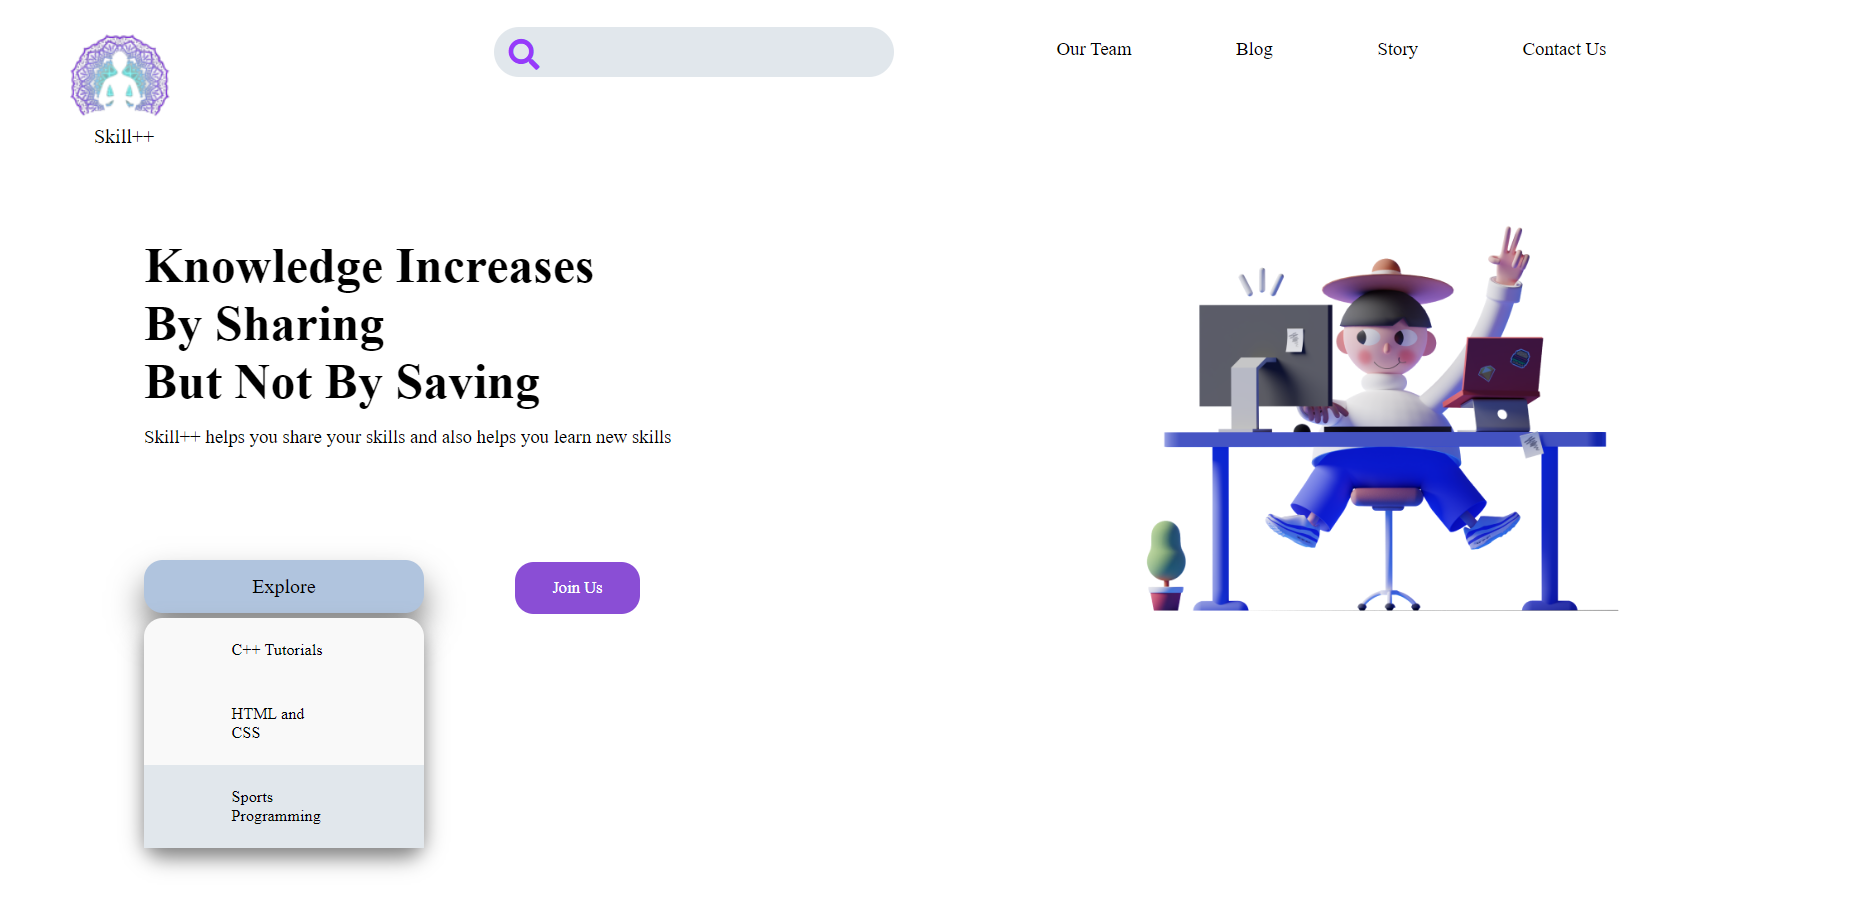 Our Team
Blog
Story
Contact Us
Skill++
Knowledge Increases
By Sharing
But Not By Saving
Skill++ helps you share your skills and also helps you learn new skills
Explore
Join Us
C++ Tutorials
HTML and
CSS
Sports
Programming